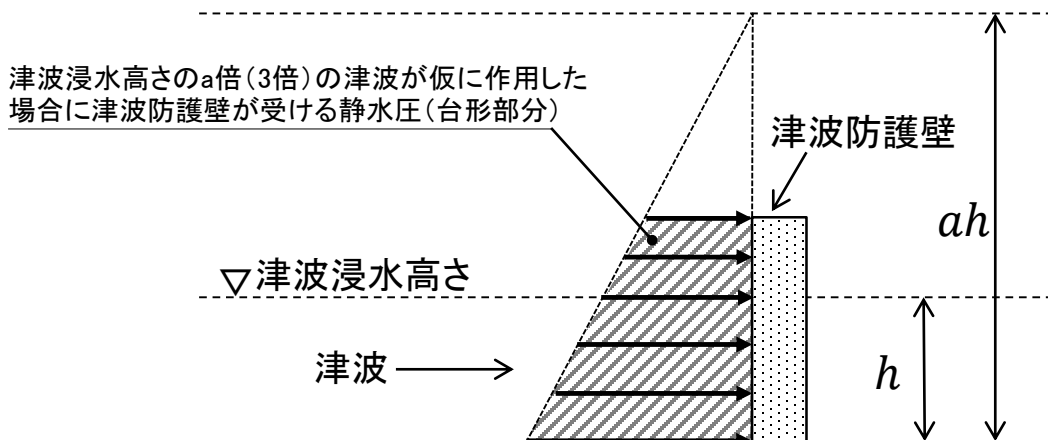 津波浸水高さのa倍(3倍)の津波が仮に作用した
場合に津波防護壁が受ける静水圧(台形部分)
津波防護壁
ah
▽津波浸水高さ
津波
h